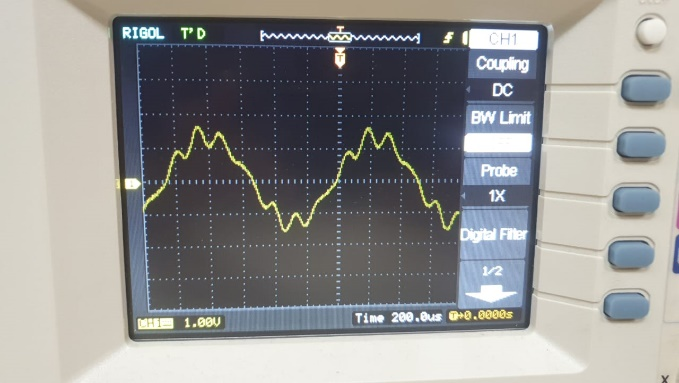 RIGOL T'D
CH1
Coupling
DC
BW Limit
Probe
1X
Digital Filter
1/2
1.00V Time 200.0us T→0.0000s